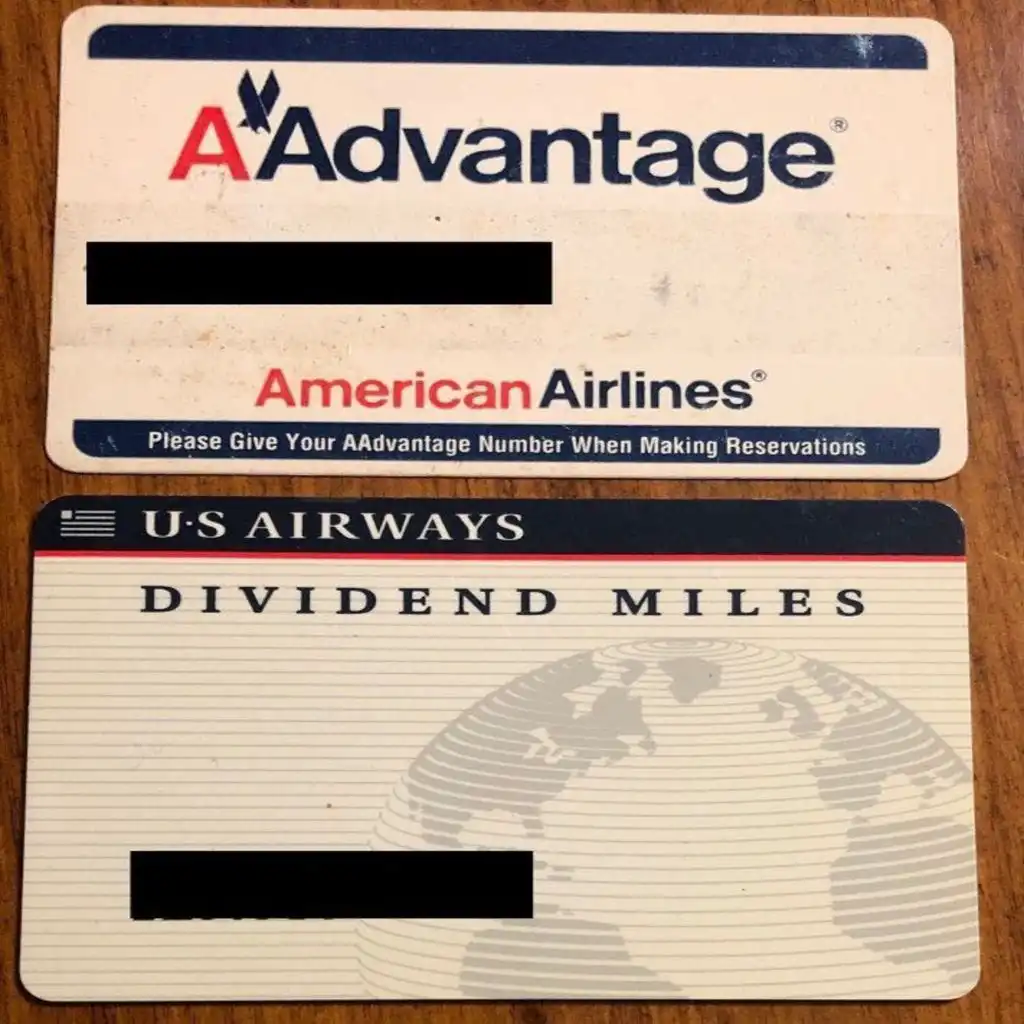 AAdvantage®
American Airlines®
Please Give Your AAdvantage Number When Making Reservations
U·S AIRWAYS
DIVIDEND MILES